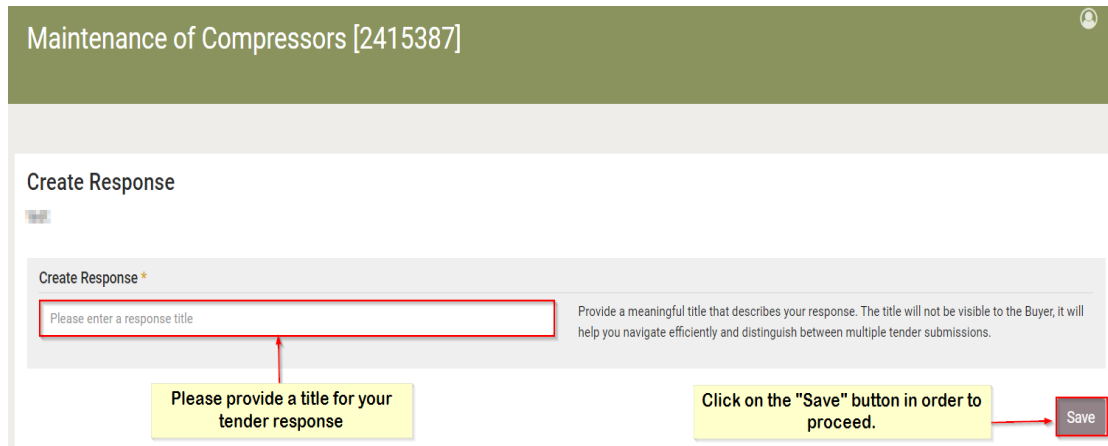 Maintenance of Compressors [2415387]
Create Response
Create Response *
Please enter a response title
Provide a meaningful title that describes your response. The title will not be visible to the Buyer, it will
help you navigate efficiently and distinguish between multiple tender submissions.
Please provide a title for your
tender response
Click on the "Save" button in order to
proceed.
Save